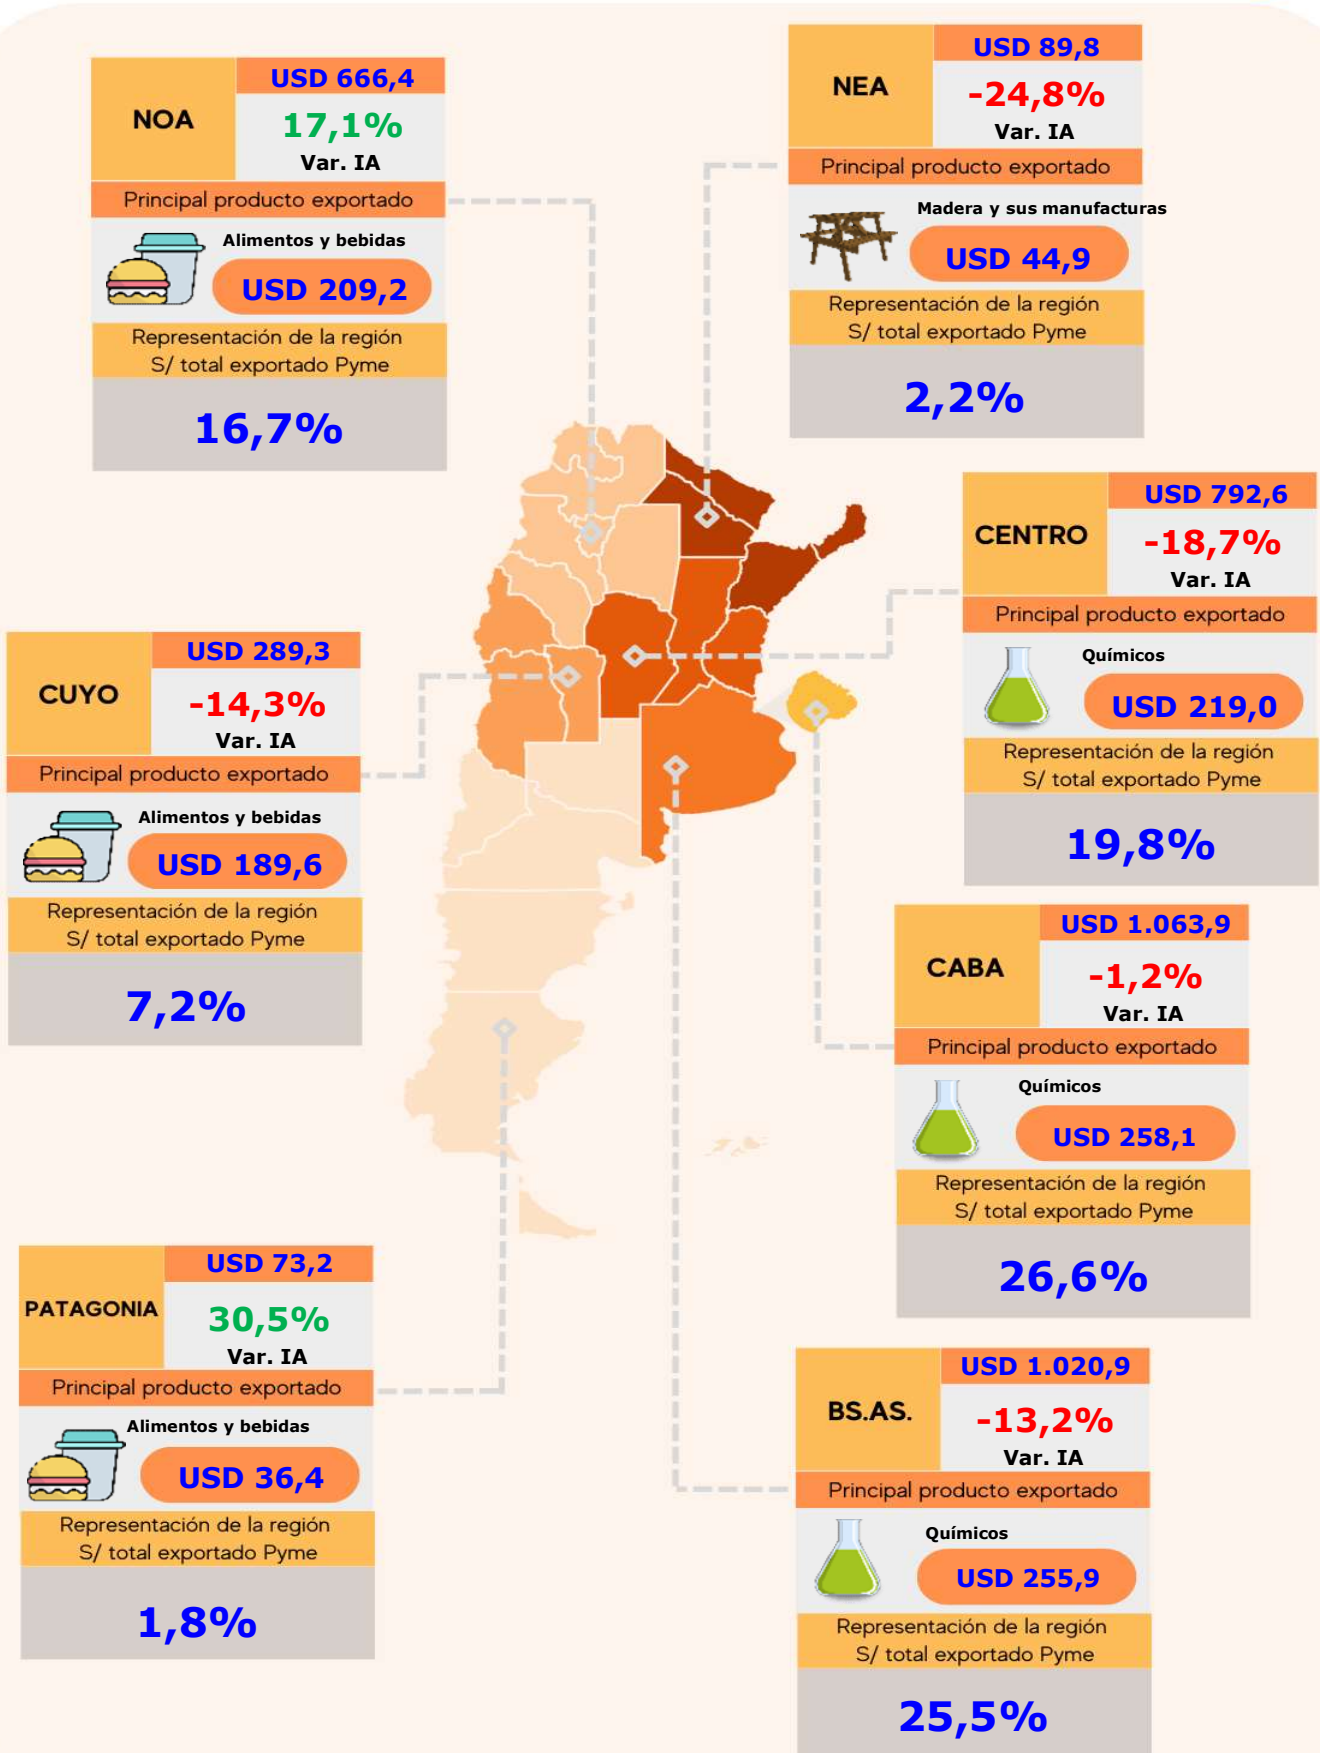 NOA
USD 666,4
17,1%
Var. IA
Principal producto exportado
Alimentos y bebidas
USD 209,2
Representación de la región
S/ total exportado Pyme
16,7%
NEA
USD 89,8
-24,8%
Var. IA
Principal producto exportado
Madera y sus manufacturas
USD 44,9
Representación de la región
S/ total exportado Pyme
2,2%
CENTRO
USD 792,6
-18,7%
Var. IA
Principal producto exportado
Químicos
USD 219,0
Representación de la región
S/ total exportado Pyme
19,8%
CUYO
USD 289,3
-14,3%
Var. IA
Principal producto exportado
Alimentos y bebidas
USD 189,6
Representación de la región
S/ total exportado Pyme
7,2%
CABA
USD 1.063,9
-1,2%
Var. IA
Principal producto exportado
Químicos
USD 258,1
Representación de la región
S/ total exportado Pyme
26,6%
PATAGONIA
USD 73,2
30,5%
Var. IA
Principal producto exportado
Alimentos y bebidas
USD 36,4
Representación de la región
S/ total exportado Pyme
1,8%
BS.AS.
USD 1.020,9
-13,2%
Var. IA
Principal producto exportado
Químicos
USD 255,9
Representación de la región
S/ total exportado Pyme
25,5%